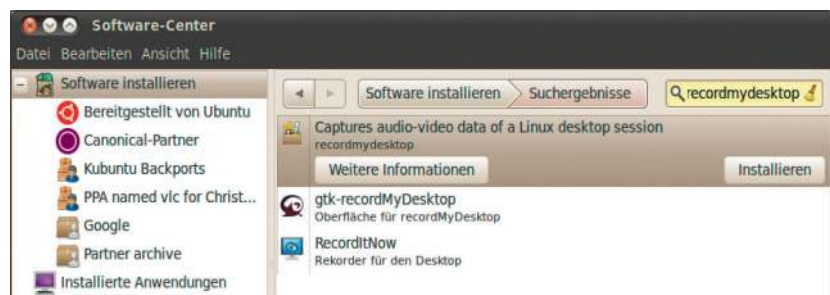 Software-Center
Datei Bearbeiten Ansicht Hilfe
Software installieren
Bereitgestellt von Ubuntu
Canonical-Partner
Kubuntu Backports
PPA named vlc for Christ...
Google
Partner archive
Installierte Anwendungen
Software installieren Suchergebnisse recordmydesktop
Captures audio-video data of a Linux desktop session
recordmydesktop
Weitere Informationen Installieren
gtk-recordMyDesktop
Oberfläche für recordMyDesktop
RecordItNow
Rekorder für den Desktop